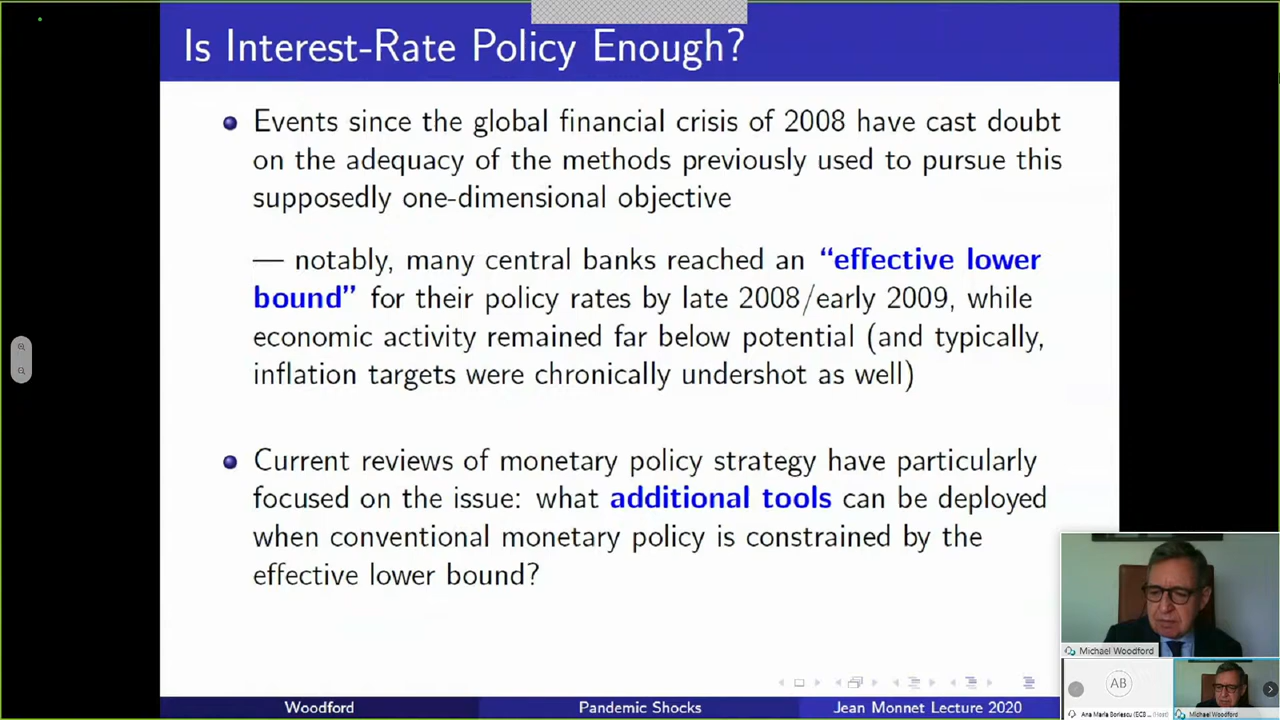 Is Interest-Rate Policy Enough?
Events since the global financial crisis of 2008 have cast doubt
on the adequacy of the methods previously used to pursue this
supposedly one-dimensional objective
— notably, many central banks reached an “effective lower
bound” for their policy rates by late 2008/early 2009, while
economic activity remained far below potential (and typically,
inflation targets were chronically undershot as well)
Current reviews of monetary policy strategy have particularly
focused on the issue: what additional tools can be deployed
when conventional monetary policy is constrained by the
effective lower bound?
Michael Woodford
AB
Ana Maria Borlescu (ECB
Michael Woodford
Woodford
Pandemic Shocks
Jean Monnet Lecture 2020